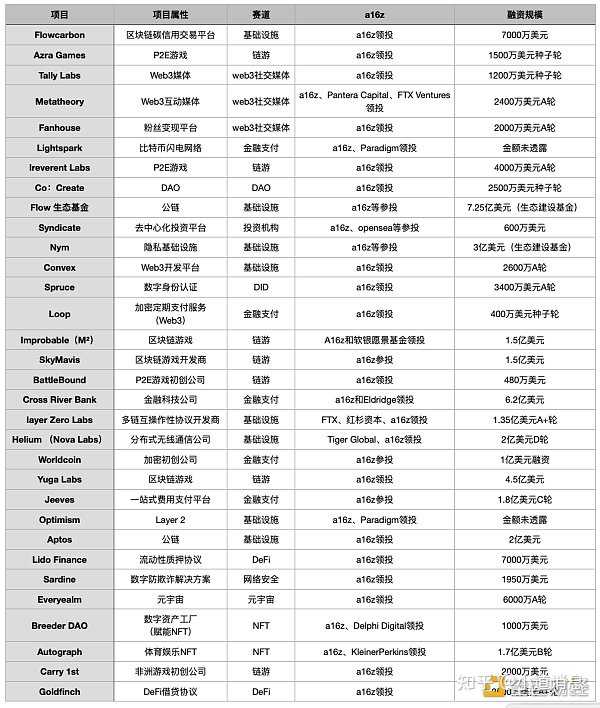 项目 项目属性 赛道 a16z 融资规模
Flowcarbon 区块链碳信用交易平台 基础设施 a16z领投 7000万美元
Azra Games P2E游戏 链游 a16z领投 1500万美元种子轮
Tally Labs Web3媒体 web3社交媒体 a16z领投 1200万美元种子轮
Metatheory Web3互动媒体 web3社交媒体 a16z、Pantera Capital、FTX Ventures
领投 2400万美元A轮
Fanhouse 粉丝变现平台 web3社交媒体 a16z领投 2000万美元A轮
Lightspark 比特币闪电网络 金融支付 a16z、Paradigm领投 金额未透露
Ireverent Labs P2E游戏 链游 a16z领投 4000万美元A轮
Co：Create DAO DAO a16z领投 2500万美元种子轮
Flow 生态基金 公链 基础设施 a16z等参投 7.25亿美元（生态建设基金）
Syndicate 去中心化投资平台 投资机构 a16z、opensea等参投 600万美元
Nym 隐私基础设施 基础设施 a16z等参投 3亿美元（生态建设基金）
Convex Web3开发平台 基础设施 a16z领投 2600万A轮
Spruce 数字身份认证 DID a16z领投 3400万美元A轮
Loop 加密定期支付服务
（Web3） 金融支付 a16z领投 400万美元种子轮
Improbable（M²） 区块链游戏 链游 A16z和软银愿景基金领投 1.5亿美元
SkyMavis 区块链游戏开发商 链游 a16z参投 1.5亿美元
BattleBound P2E游戏初创公司 链游 a16z领投 480万美元
Cross River Bank 金融科技公司 金融支付 a16z和Eldridge领投 6.2亿美元
layer Zero Labs 多链互操作性协议开发商 基础设施 FTX、红杉资本、a16z领投 1.35亿美元A+轮
Helium （Nova Labs） 分布式无线通信公司 基础设施 Tiger Global、a16z领投 2亿美元D轮
Worldcoin 加密初创公司 金融支付 a16z参投 1亿美元融资
Yuga Labs 区块链游戏 链游 a16z领投 4.5亿美元
Jeeves 一站式费用支付平台 金融支付 a16z参投 1.8亿美元C轮
Optimism Layer 2 基础设施 a16z、Paradigm领投 金额未透露
Aptos 公链 基础设施 a16z领投 2亿美元
Lido Finance 流动性质押协议 DeFi a16z领投 7000万美元
Sardine 数字防欺诈解决方案 网络安全 a16z领投 1950万美元
Everyealm 元宇宙 元宇宙 a16z领投 6000万A轮
Breeder DAO 数字资产工厂
（赋能NFT） NFT a16z、Delphi Digital领投 1000万美元
Autograph 体育娱乐NFT NFT a16z、KleinerPerkins领投 1.7亿美元B轮
Carry 1st 非洲游戏初创公司 链游 a16z领投 2000万美元
Goldfinch DeFi借贷协议 DeFi a16z领投
知乎